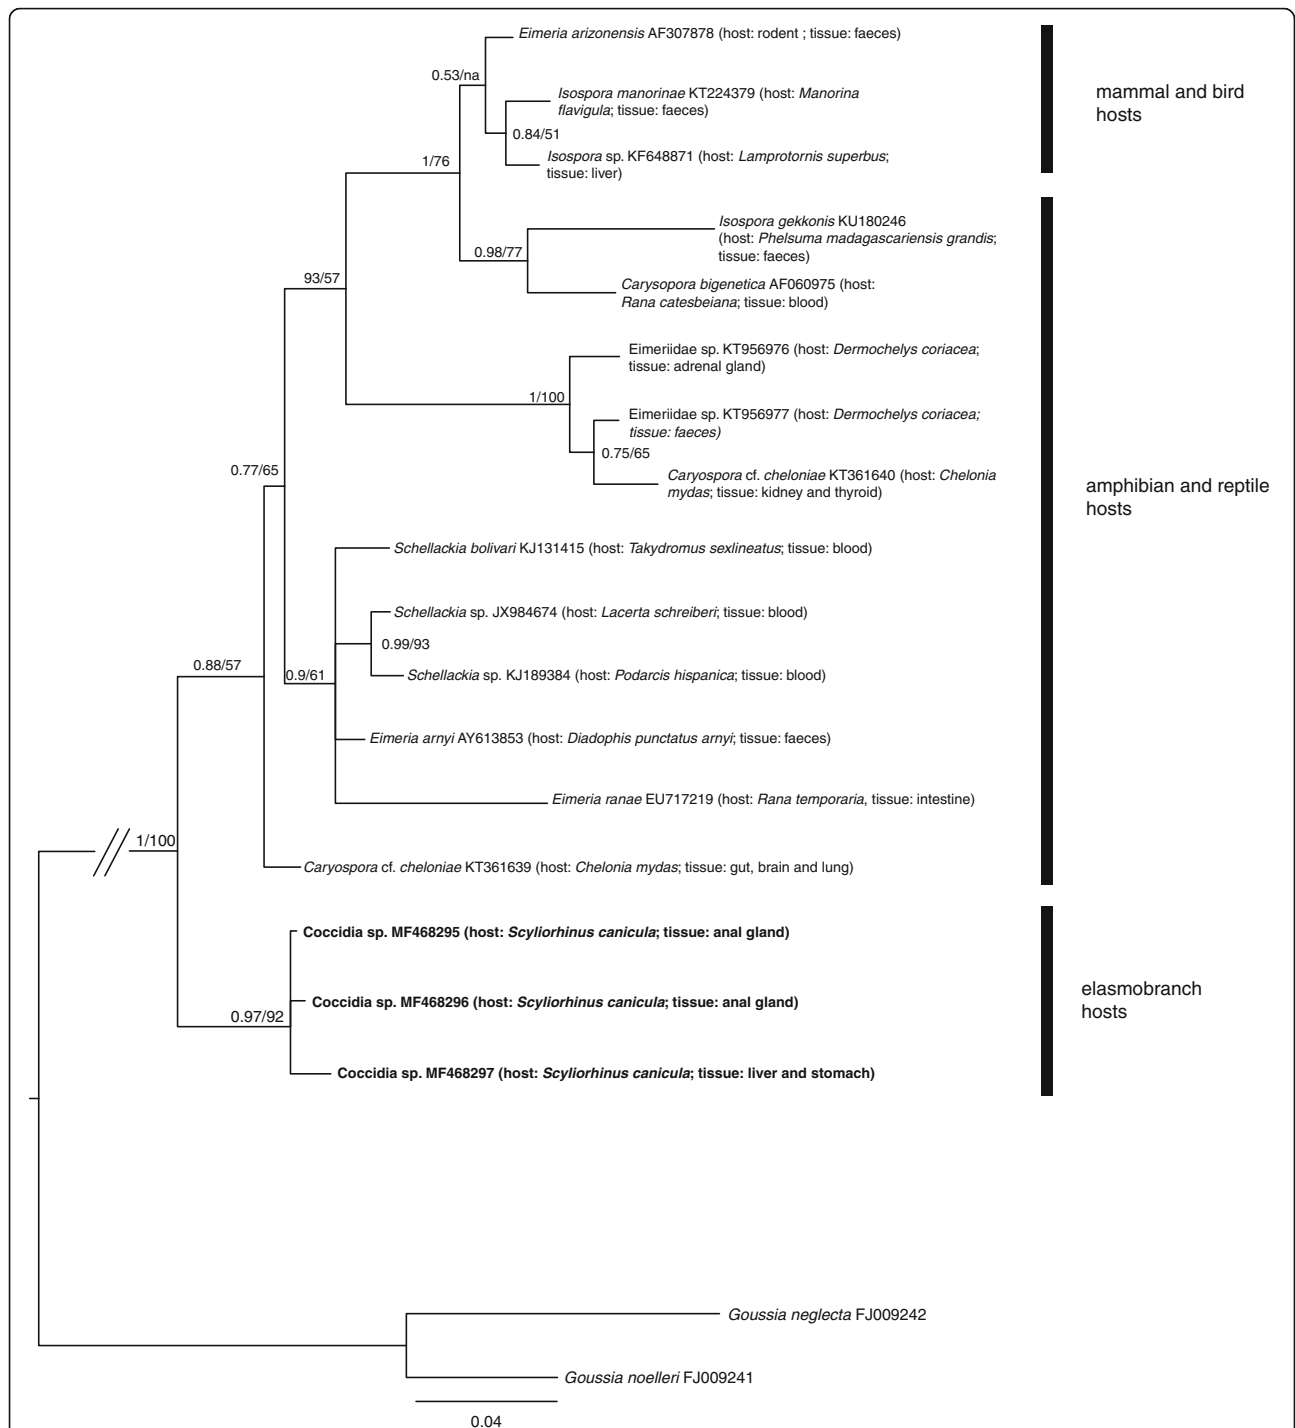 Eimeria arizonensis AF307878 (host: rodent ; tissue: faeces)
0.53/na
mammal and bird
hosts
Isospora manorinae KT224379 (host: Manorina
flavigula; tissue: faeces)
0.84/51
Isospora sp. KF648871 (host: Lamprotornis superbus;
tissue: liver)
1/76
Isospora gekkonis KU180246
(host: Phelsuma madagascariensis grandis;
tissue: faeces)
0.98/77
93/57
Carysopora bigenetica AF060975 (host:
Rana catesbeiana; tissue: blood)
Eimeriidae sp. KT956976 (host: Dermochelys coriacea;
tissue: adrenal gland)
1/100
Eimeriidae sp. KT956977 (host: Dermochelys coriacea;
tissue: faeces)
0.75/65
0.77/65
Caryospora cf. cheloniae KT361640 (host: Chelonia
mydas; tissue: kidney and thyroid)
amphibian and reptile
hosts
Schellackia bolivari KJ131415 (host: Takydromus sexlineatus; tissue: blood)
Schellackia sp. JX984674 (host: Lacerta schreiberi; tissue: blood)
0.99/93
0.88/57
0.9/61
Schellackia sp. KJ189384 (host: Podarcis hispanica; tissue: blood)
Eimeria arnyi AY613853 (host: Diadophis punctatus arnyi; tissue: faeces)
Eimeria ranae EU717219 (host: Rana temporaria, tissue: intestine)
1/100
Caryospora cf. cheloniae KT361639 (host: Chelonia mydas; tissue: gut, brain and lung)
Coccidia sp. MF468295 (host: Scyliorhinus canicula; tissue: anal gland)
Coccidia sp. MF468296 (host: Scyliorhinus canicula; tissue: anal gland)
elasmobranch
hosts
0.97/92
Coccidia sp. MF468297 (host: Scyliorhinus canicula; tissue: liver and stomach)
Goussia neglecta FJ009242
Goussia noelleri FJ009241
0.04